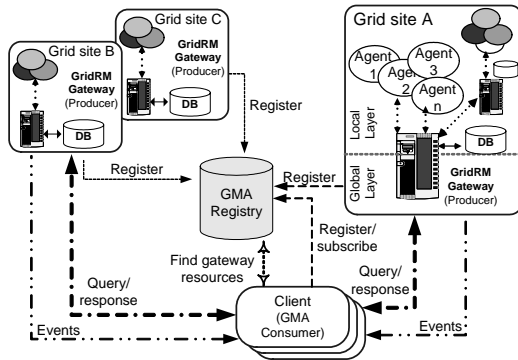 Grid site C
GridRM
Gateway
(Producer)
DB
Grid site B
GridRM
Gateway
(Producer)
DB
Grid site A
Agent
1
Agent
2
Agent
3
Agent
n
Local
Layer
DB
Global
Layer
GridRM
Gateway
(Producer)
Register
Register
Register
GMA
Registry
Register/
subscribe
Find gateway
resources
Query/
response
Query/
response
Client
(GMA
Consumer)
Events
Events